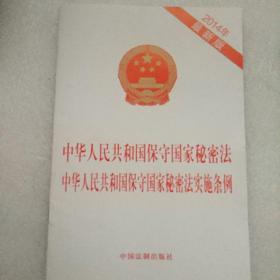 2014年
最新版
中华人民共和国保守国家秘密法
中华人民共和国保守国家秘密法实施条例
中国法制出版社